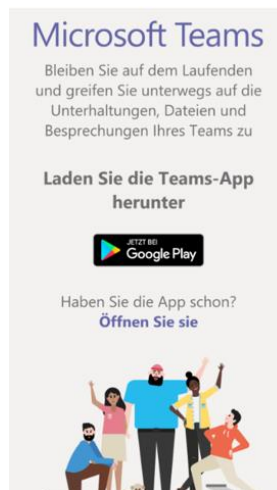 Microsoft Teams
Bleiben Sie auf dem Laufenden
und greifen Sie unterwegs auf die
Unterhaltungen, Dateien und
Besprechungen Ihres Teams zu
Laden Sie die Teams-App
herunter
JETZT BEI
Google Play
Haben Sie die App schon?
Öffnen Sie sie